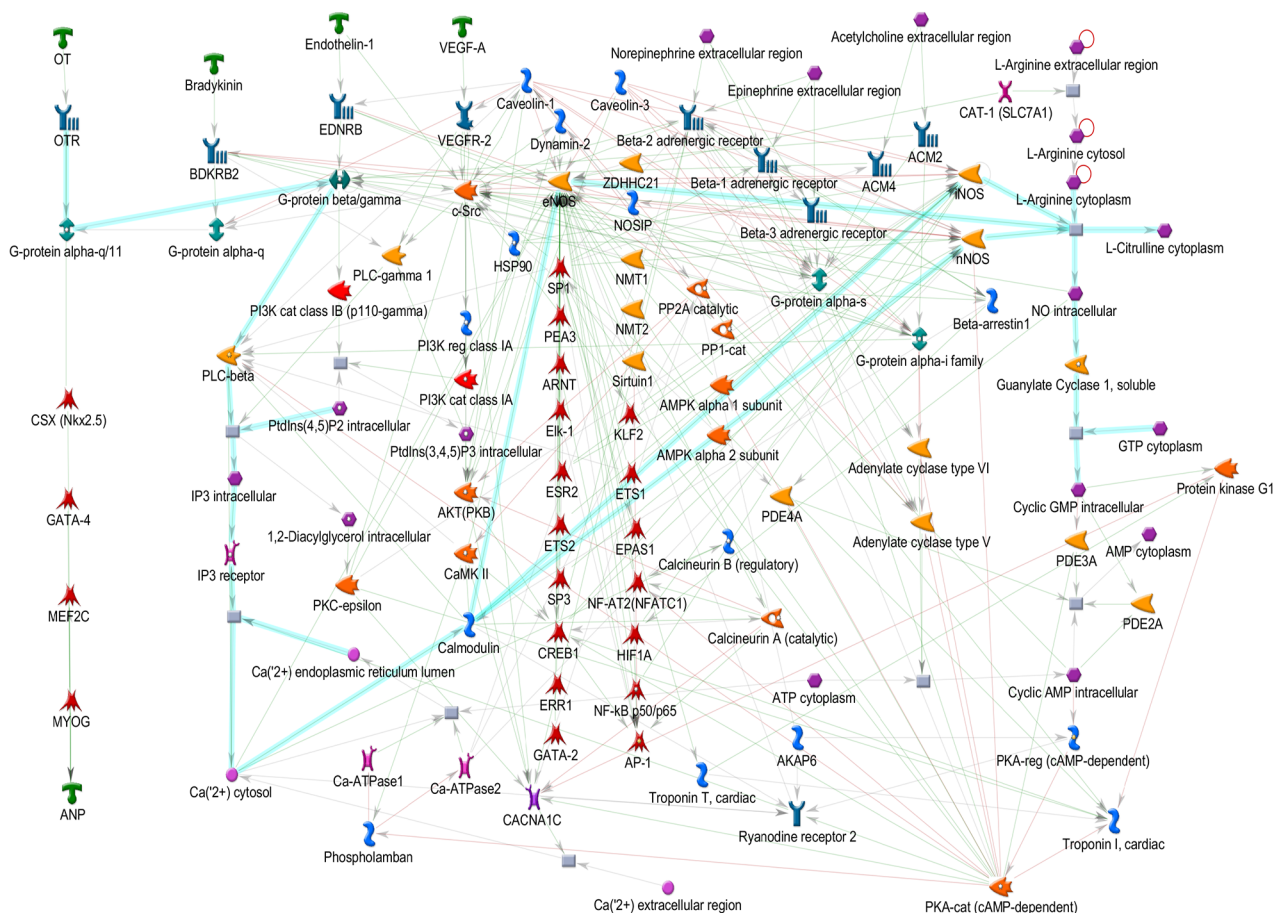 Endothelin-1
VEGF-A
Acetylcholine extracellular region
OT
Norepinephrine extracellular region
L-Arginine extracellular region
Bradykinin
Epinephrine extracellular region
Caveolin-1
Caveolin-3
CAT-1 (SLC7A1)
EDNRB
VEGFR-2
Dynamin-2
Beta-2 adrenergic receptor
OTR
ACM2
L-Arginine cytosol
BDKRB2
ZDHHC21
Beta-1 adrenergic receptor
ACM4
G-protein beta/gamma
c-Src
eNOS
iNOS
L-Arginine cytoplasm
NOSIP
Beta-3 adrenergic receptor
G-protein alpha-q/11
G-protein alpha-q
HSP90
nNOS
L-Citrulline cytoplasm
PLC-gamma 1
NMT1
SP1
G-protein alpha-s
PI3K cat class IB (p110-gamma)
PP2A catalytic
Beta-arrestin1
NO intracellular
NMT2
PEA3
PI3K reg class IA
PP1-cat
G-protein alpha-i family
PLC-beta
ARNT
Sirtuin1
Guanylate Cyclase 1, soluble
PI3K cat class IA
AMPK alpha 1 subunit
CSX (Nkx2.5)
PtdIns(4,5)P2 intracellular
Elk-1
KLF2
GTP cytoplasm
PtdIns(3,4,5)P3 intracellular
AMPK alpha 2 subunit
Adenylate cyclase type VI
ESR2
ETS1
Protein kinase G1
IP3 intracellular
Cyclic GMP intracellular
AKT(PKB)
PDE4A
GATA-4
1,2-Diacylglycerol intracellular
ETS2
EPAS1
Adenylate cyclase type V
AMP cytoplasm
PDE3A
IP3 receptor
CaMK II
Calcineurin B (regulatory)
SP3
NF-AT2(NFATC1)
PKC-epsilon
MEF2C
PDE2A
Calmodulin
CREB1
HIF1A
Calcineurin A (catalytic)
Ca('2+) endoplasmic reticulum lumen
ERR1
NF-kB p50/p65
ATP cytoplasm
Cyclic AMP intracellular
MYOG
GATA-2
AP-1
AKAP6
PKA-reg (cAMP-dependent)
Ca-ATPase1
Ca-ATPase2
Ca('2+) cytosol
Troponin T, cardiac
ANP
CACNA1C
Ryanodine receptor 2
Troponin I, cardiac
Phospholamban
Ca('2+) extracellular region
PKA-cat (cAMP-dependent)